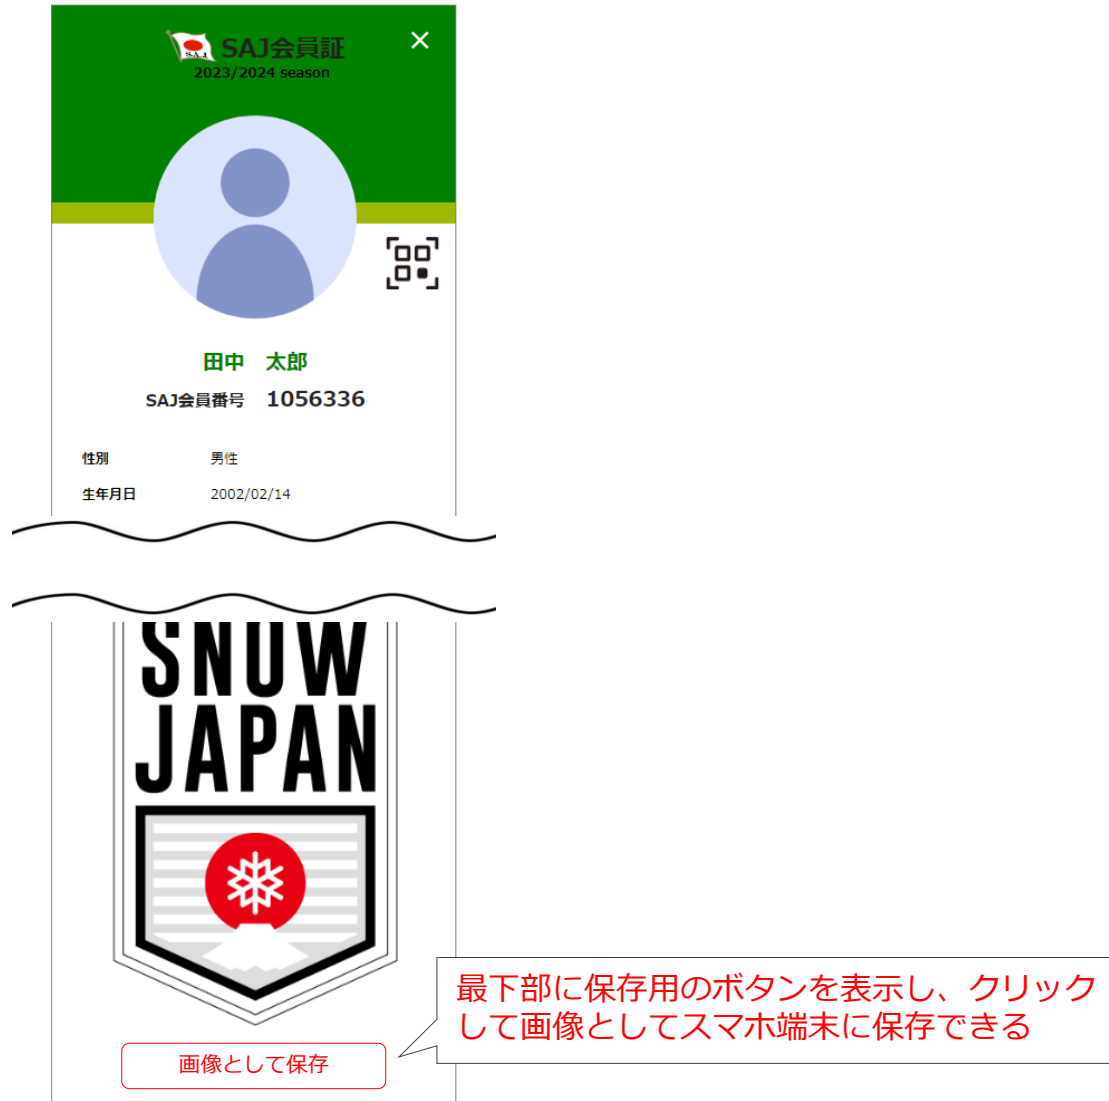 SAJ会員証
2023/2024 season
田中　太郎
SAJ会員番号　1056336
性別　男性
生年月日　2002/02/14
SNOW
JAPAN
最下部に保存用のボタンを表示し、クリック
して画像としてスマホ端末に保存できる
画像として保存